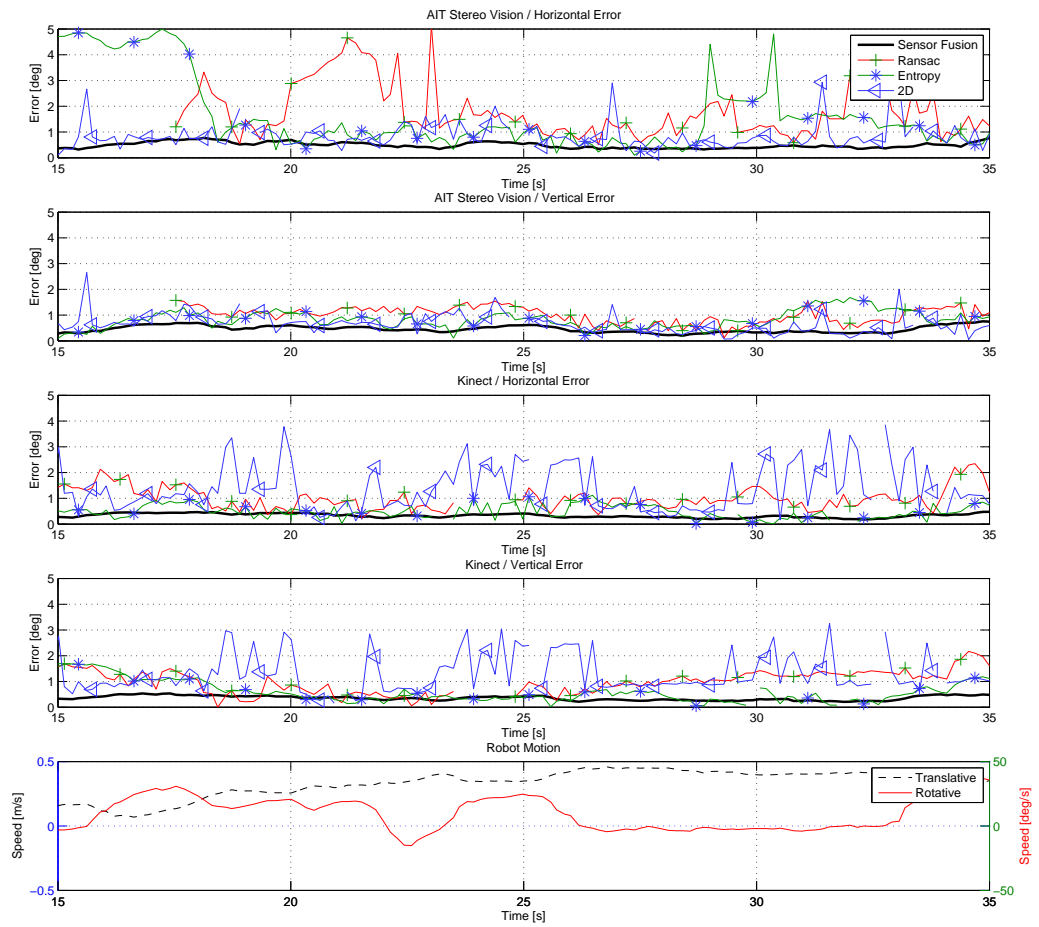 AIT Stereo Vision / Horizontal Error
Error [deg]
5
4
3
2
1
0
15 20 25 30 35
Time [s]
Sensor Fusion
Ransac
Entropy
2D
AIT Stereo Vision / Vertical Error
Error [deg]
5
4
3
2
1
0
15 20 25 30 35
Time [s]
Kinect / Horizontal Error
Error [deg]
5
4
3
2
1
0
15 20 25 30 35
Time [s]
Kinect / Vertical Error
Error [deg]
5
4
3
2
1
0
15 20 25 30 35
Time [s]
Robot Motion
Speed [m/s]
0.5
0
−0.5
Translative
Rotative
50
0
−50
Speed [deg/s]
15 20 25 30 35
Time [s]